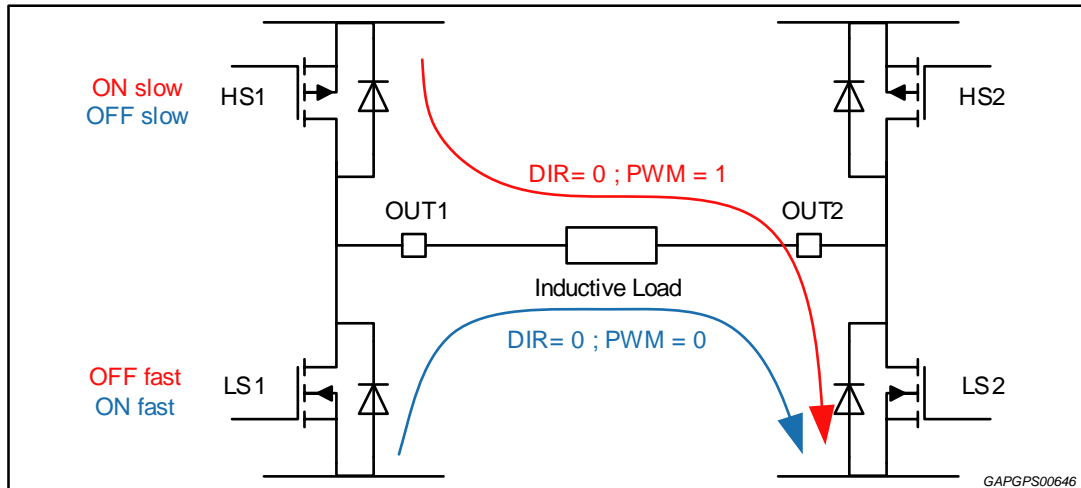 ON slow
OFF slow
HS1
HS2
DIR= 0 ; PWM = 1
OUT1
OUT2
Inductive Load
DIR= 0 ; PWM = 0
OFF fast
ON fast
LS1
LS2
GAPGPS00646